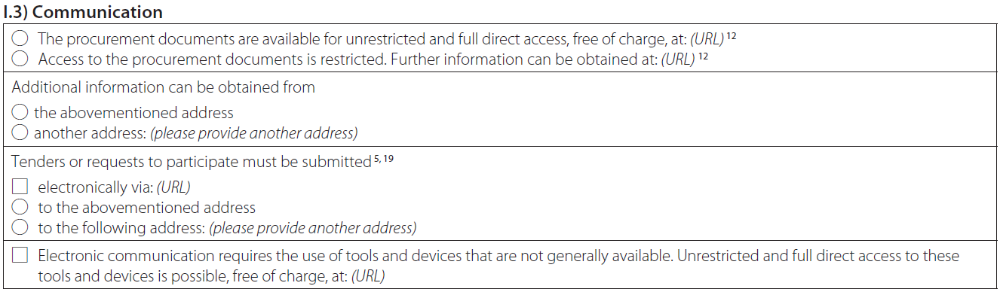 I.3) Communication
The procurement documents are available for unrestricted and full direct access, free of charge, at: (URL) 12
Access to the procurement documents is restricted. Further information can be obtained at: (URL) 12
Additional information can be obtained from
the abovementioned address
another address: (please provide another address)
Tenders or requests to participate must be submitted 5, 19
electronically via: (URL)
to the abovementioned address
to the following address: (please provide another address)
Electronic communication requires the use of tools and devices that are not generally available. Unrestricted and full direct access to these
tools and devices is possible, free of charge, at: (URL)